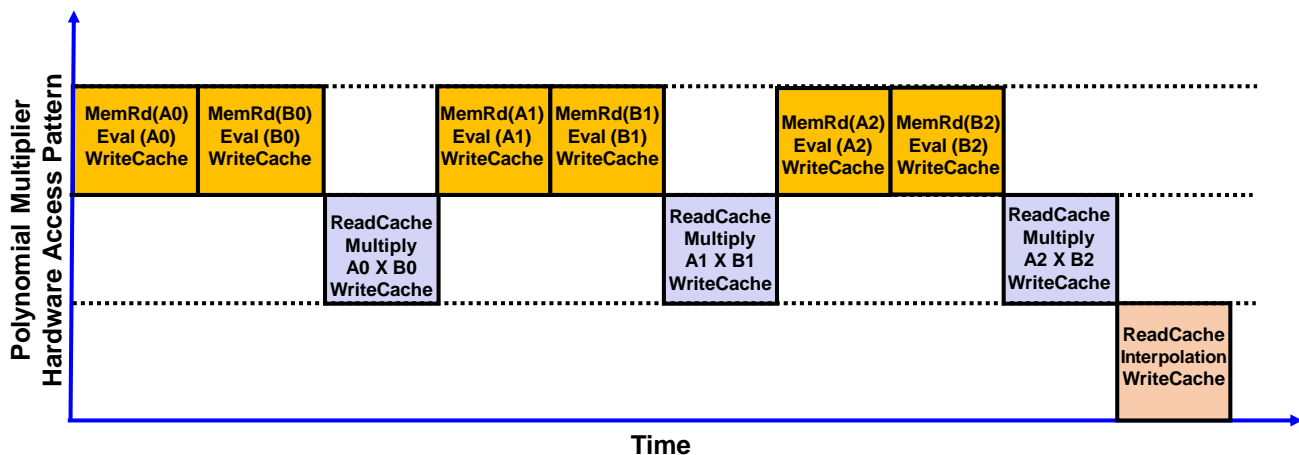 Polynomial Multiplier
Hardware Access Pattern
MemRd(A0)
Eval (A0)
WriteCache
MemRd(B0)
Eval (B0)
WriteCache
ReadCache
Multiply
A0 X B0
WriteCache
MemRd(A1)
Eval (A1)
WriteCache
MemRd(B1)
Eval (B1)
WriteCache
ReadCache
Multiply
A1 X B1
WriteCache
MemRd(A2)
Eval (A2)
WriteCache
MemRd(B2)
Eval (B2)
WriteCache
ReadCache
Multiply
A2 X B2
WriteCache
ReadCache
Interpolation
WriteCache
Time